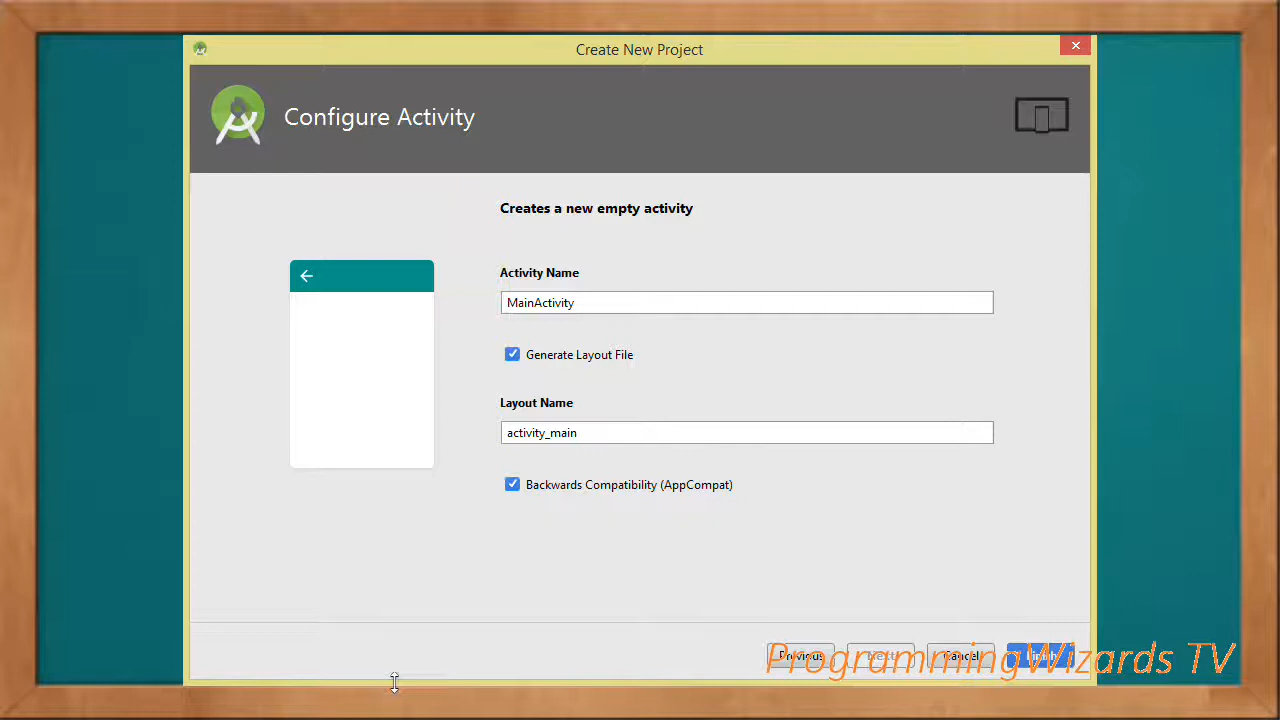 Create New Project
Configure Activity
Creates a new empty activity
Activity Name
MainActivity
Generate Layout File
Layout Name
activity_main
Backwards Compatibility (AppCompat)
Previous Cancel Finish
ProgrammingWizards TV